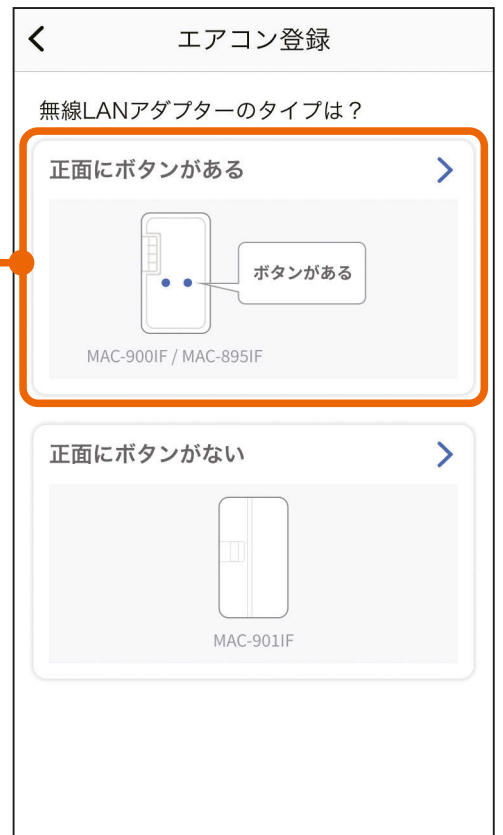 エアコン登録
無線LANアダプターのタイプは？
正面にボタンがある
ボタンがある
MAC-900IF / MAC-895IF
正面にボタンがない
MAC-901IF